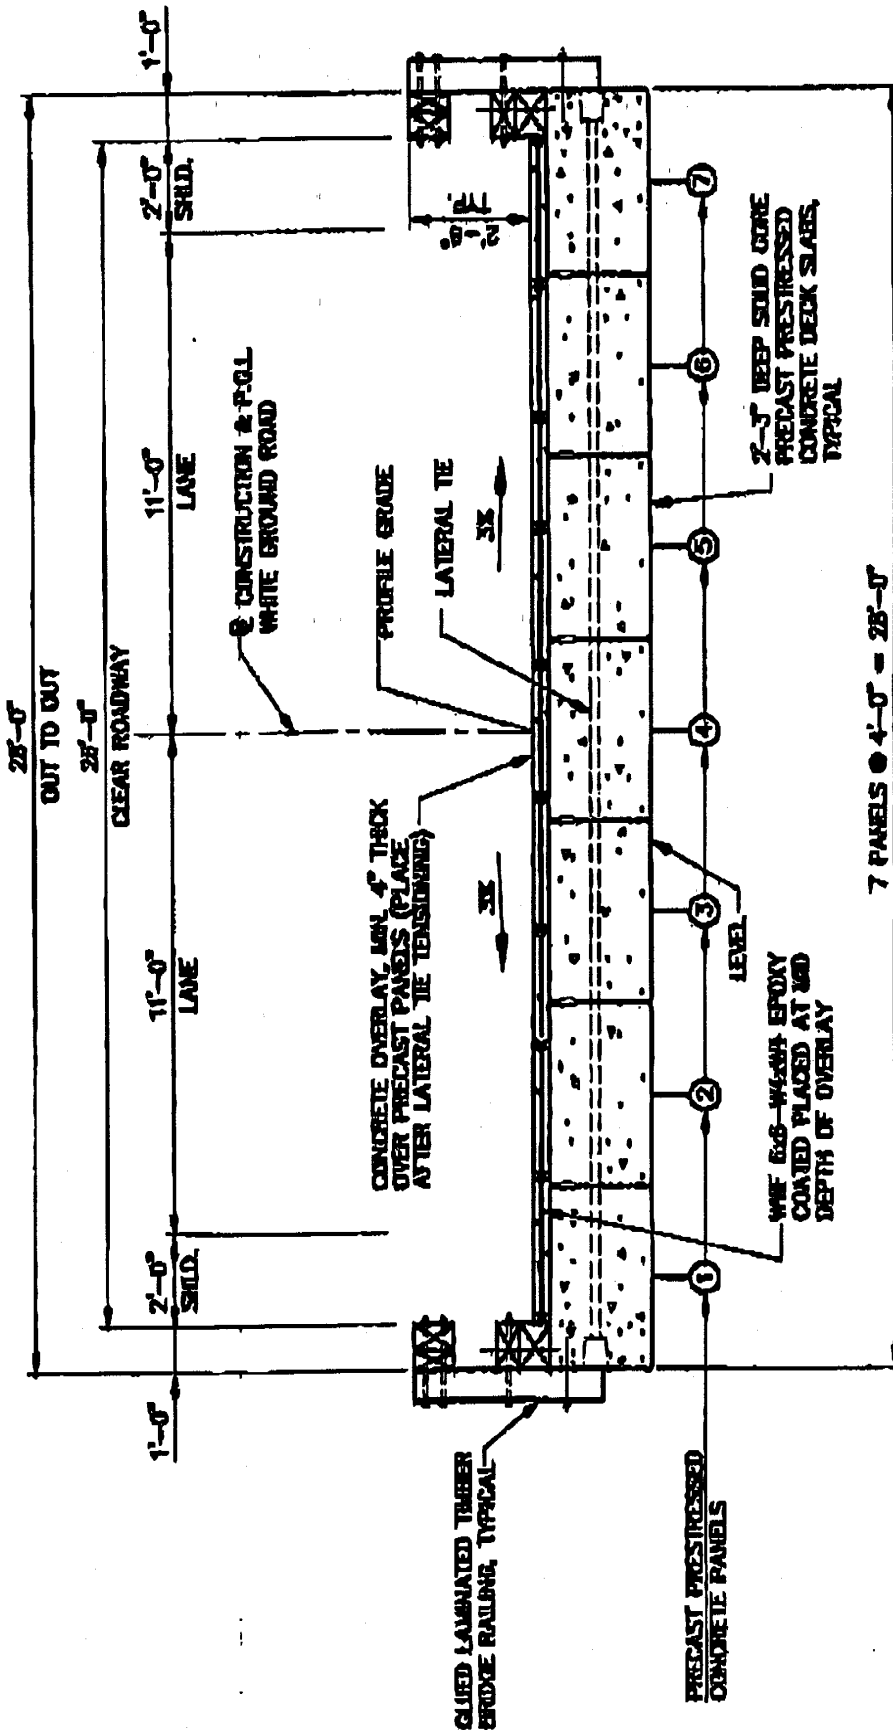 28'-0"
OUT TO OUT
26'-0"
CLEAR ROADWAY
1'-0"
2'-0"
SHLD.
11'-0"
LANE
11'-0"
LANE
2'-0"
SHLD.
1'-0"
℄ CONSTRUCTION & P.G.L.
WHITE GROUND ROAD
2'-8"
TYP.
CONCRETE OVERLAY, MIN. 4" THICK
OVER PRECAST PANELS (PLACE
AFTER LATERAL TIE TENSIONING)
PROFILE GRADE
LATERAL TIE
3%
3%
GLUED LAMINATED TIMBER
BRIDGE RAILING, TYPICAL
LEVEL
WWF 6x6-W4xW4 EPOXY
COATED PLACED AT MID
DEPTH OF OVERLAY
2'-3" DEEP SOLID CORE
PRECAST PRESTRESSED
CONCRETE DECK SLABS,
TYPICAL
PRECAST PRESTRESSED
CONCRETE PANELS
1
2
3
4
5
6
7
7 PANELS @ 4'-0" = 28'-0"